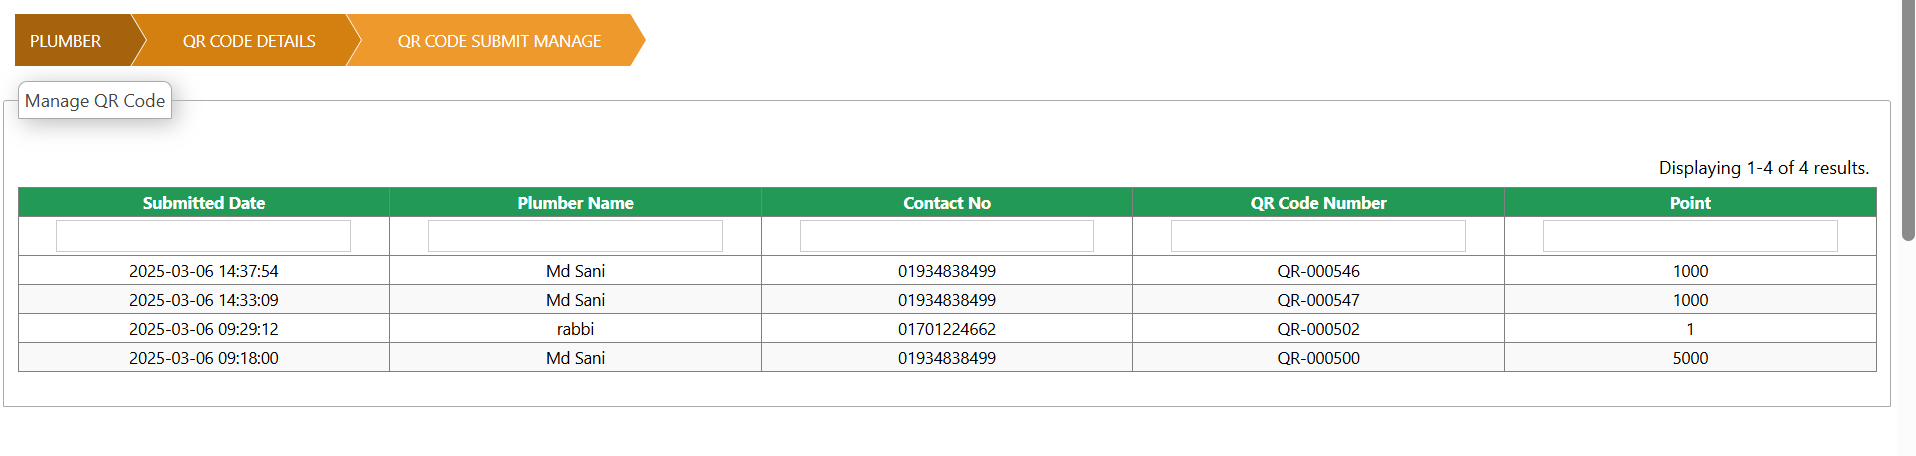 PLUMBER QR CODE DETAILS QR CODE SUBMIT MANAGE
Manage QR Code
Displaying 1-4 of 4 results.
Submitted Date Plumber Name Contact No QR Code Number Point
2025-03-06 14:37:54 Md Sani 01934838499 QR-000546 1000
2025-03-06 14:33:09 Md Sani 01934838499 QR-000547 1000
2025-03-06 09:29:12 rabbi 01701224662 QR-000502 1
2025-03-06 09:18:00 Md Sani 01934838499 QR-000500 5000